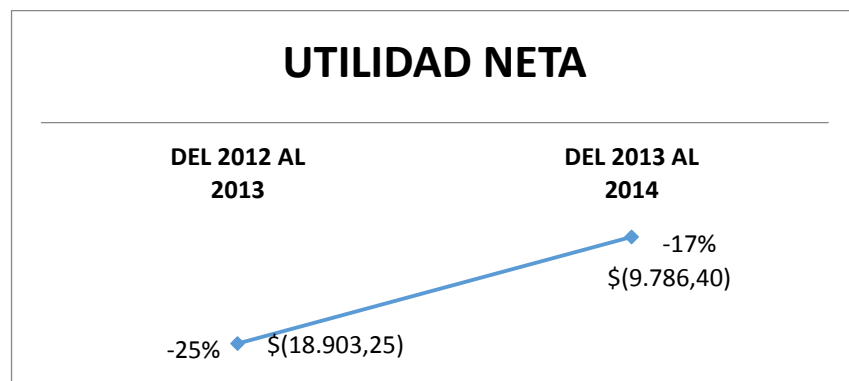 UTILIDAD NETA
DEL 2012 AL
2013
DEL 2013 AL
2014
-17%
$(9.786,40)
-25%
$(18.903,25)